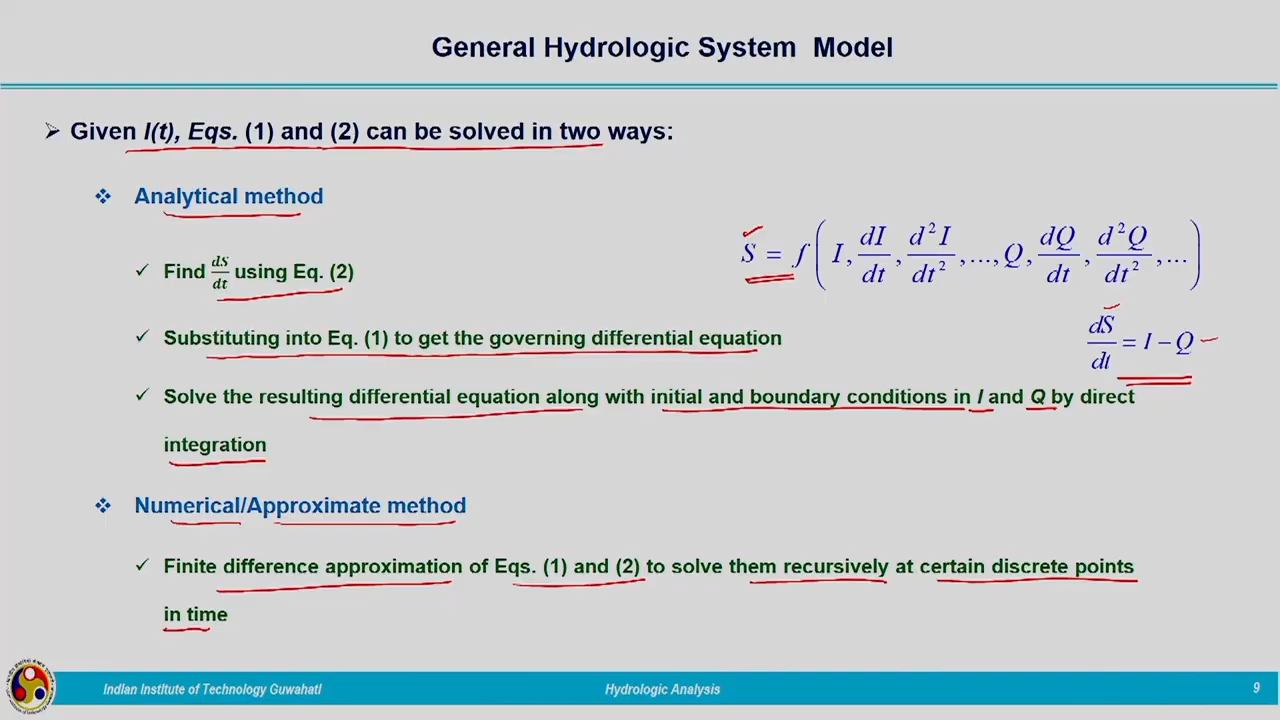 General Hydrologic System Model
➢ Given I(t), Eqs. (1) and (2) can be solved in two ways:
❖ Analytical method
✓ Find dS/dt using Eq. (2)
S = f(I, dI/dt, d²I/dt², ..., Q, dQ/dt, d²Q/dt², ...)
✓ Substituting into Eq. (1) to get the governing differential equation
dS/dt = I − Q
✓ Solve the resulting differential equation along with initial and boundary conditions in I and Q by direct
integration
❖ Numerical/Approximate method
✓ Finite difference approximation of Eqs. (1) and (2) to solve them recursively at certain discrete points
in time
Indian Institute of Technology Guwahati
Hydrologic Analysis
9